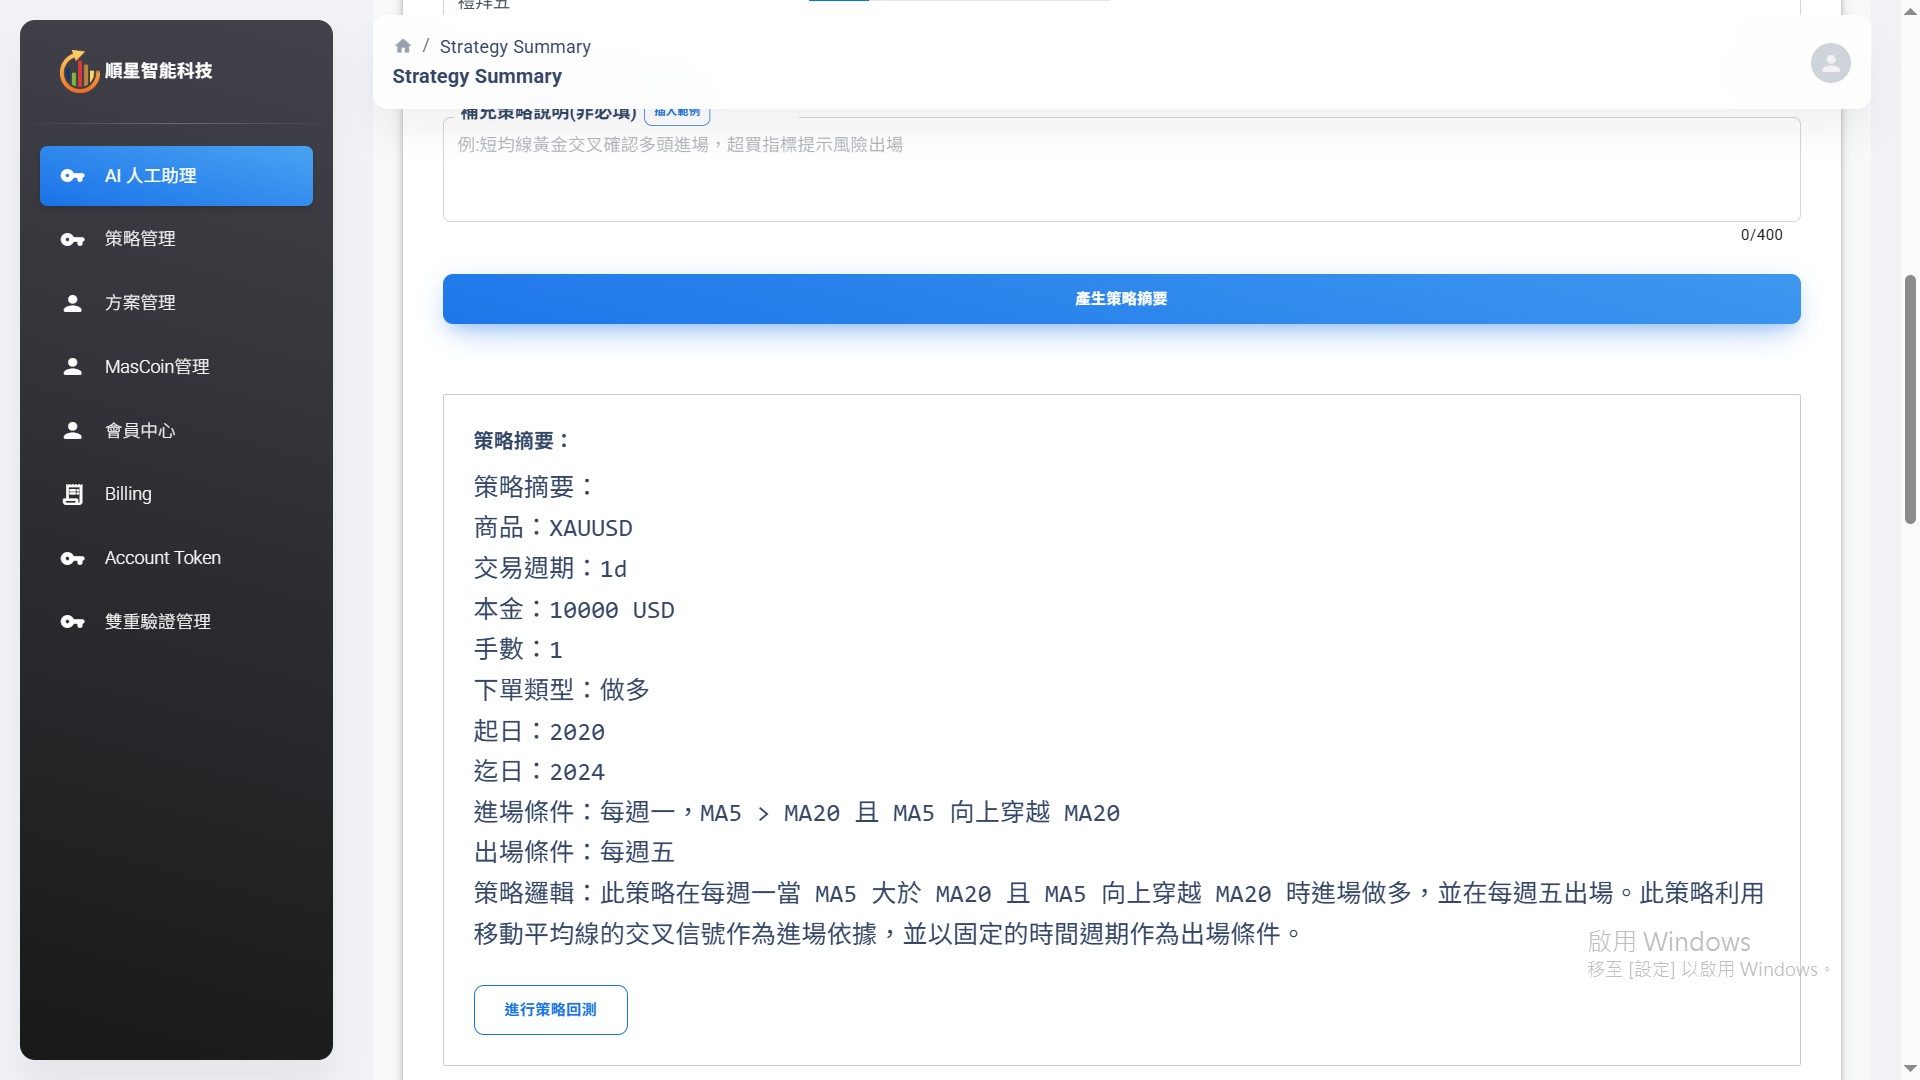 順星智能科技
AI 人工助理
策略管理
方案管理
MasCoin管理
會員中心
Billing
Account Token
雙重驗證管理
禮拜五
/ Strategy Summary
Strategy Summary
補充策略說明(非必填) 插入範例
例:短均線黃金交叉確認多頭進場，超買指標提示風險出場
0/400
產生策略摘要
策略摘要：
策略摘要：
商品：XAUUSD
交易週期：1d
本金：10000 USD
手數：1
下單類型：做多
起日：2020
迄日：2024
進場條件：每週一，MA5 > MA20 且 MA5 向上穿越 MA20
出場條件：每週五
策略邏輯：此策略在每週一當 MA5 大於 MA20 且 MA5 向上穿越 MA20 時進場做多，並在每週五出場。此策略利用
移動平均線的交叉信號作為進場依據，並以固定的時間週期作為出場條件。
進行策略回測
啟用 Windows
移至 [設定] 以啟用 Windows。